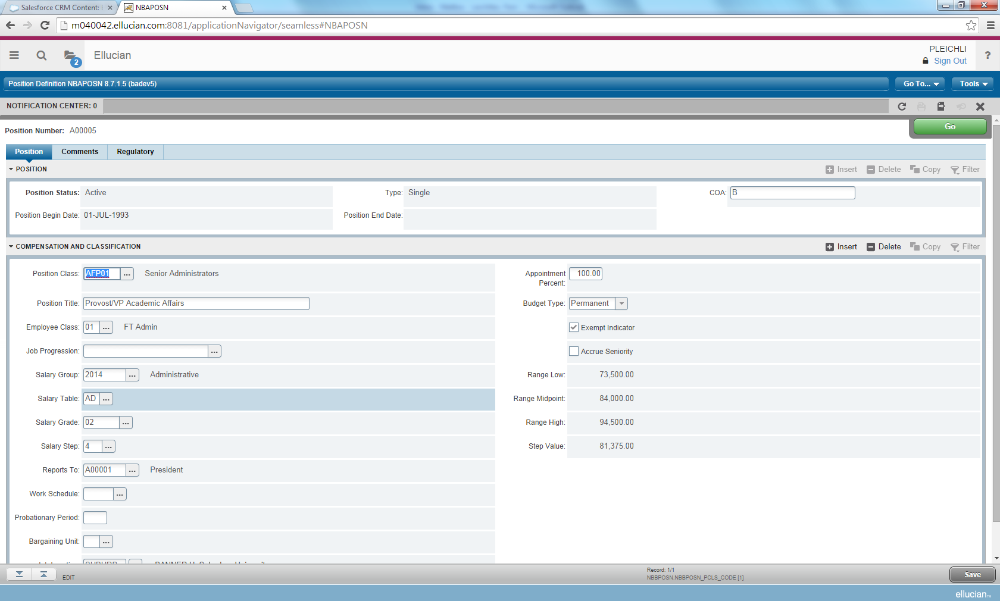 Salesforce CRM Content:
NBAPOSN
m040042.ellucian.com:8081/applicationNavigator/seamless#NBAPOSN
2
Ellucian
PLEICHLI
Sign Out
?
Position Definition NBAPOSN 8.7.1.5 (badev5)
Go To...
Tools
NOTIFICATION CENTER: 0
Position Number: A00005
Go
Position Comments Regulatory
POSITION
Insert Delete Copy Filter
Position Status: Active Type: Single COA: B
Position Begin Date: 01-JUL-1993 Position End Date:
COMPENSATION AND CLASSIFICATION
Insert Delete Copy Filter
Position Class: AFP01 ... Senior Administrators
Appointment Percent: 100.00
Position Title: Provost/VP Academic Affairs
Budget Type: Permanent
Employee Class: 01 ... FT Admin
Exempt Indicator
Job Progression: ...
Accrue Seniority
Salary Group: 2014 ... Administrative
Range Low: 73,500.00
Salary Table: AD ...
Range Midpoint: 84,000.00
Salary Grade: 02 ...
Range High: 94,500.00
Salary Step: 4 ...
Step Value: 81,375.00
Reports To: A00001 ... President
Work Schedule: ...
Probationary Period:
Bargaining Unit: ...
EDIT
Record: 1/1
NBBPOSN.NBBPOSN_PCLS_CODE [1]
Save
ellucian